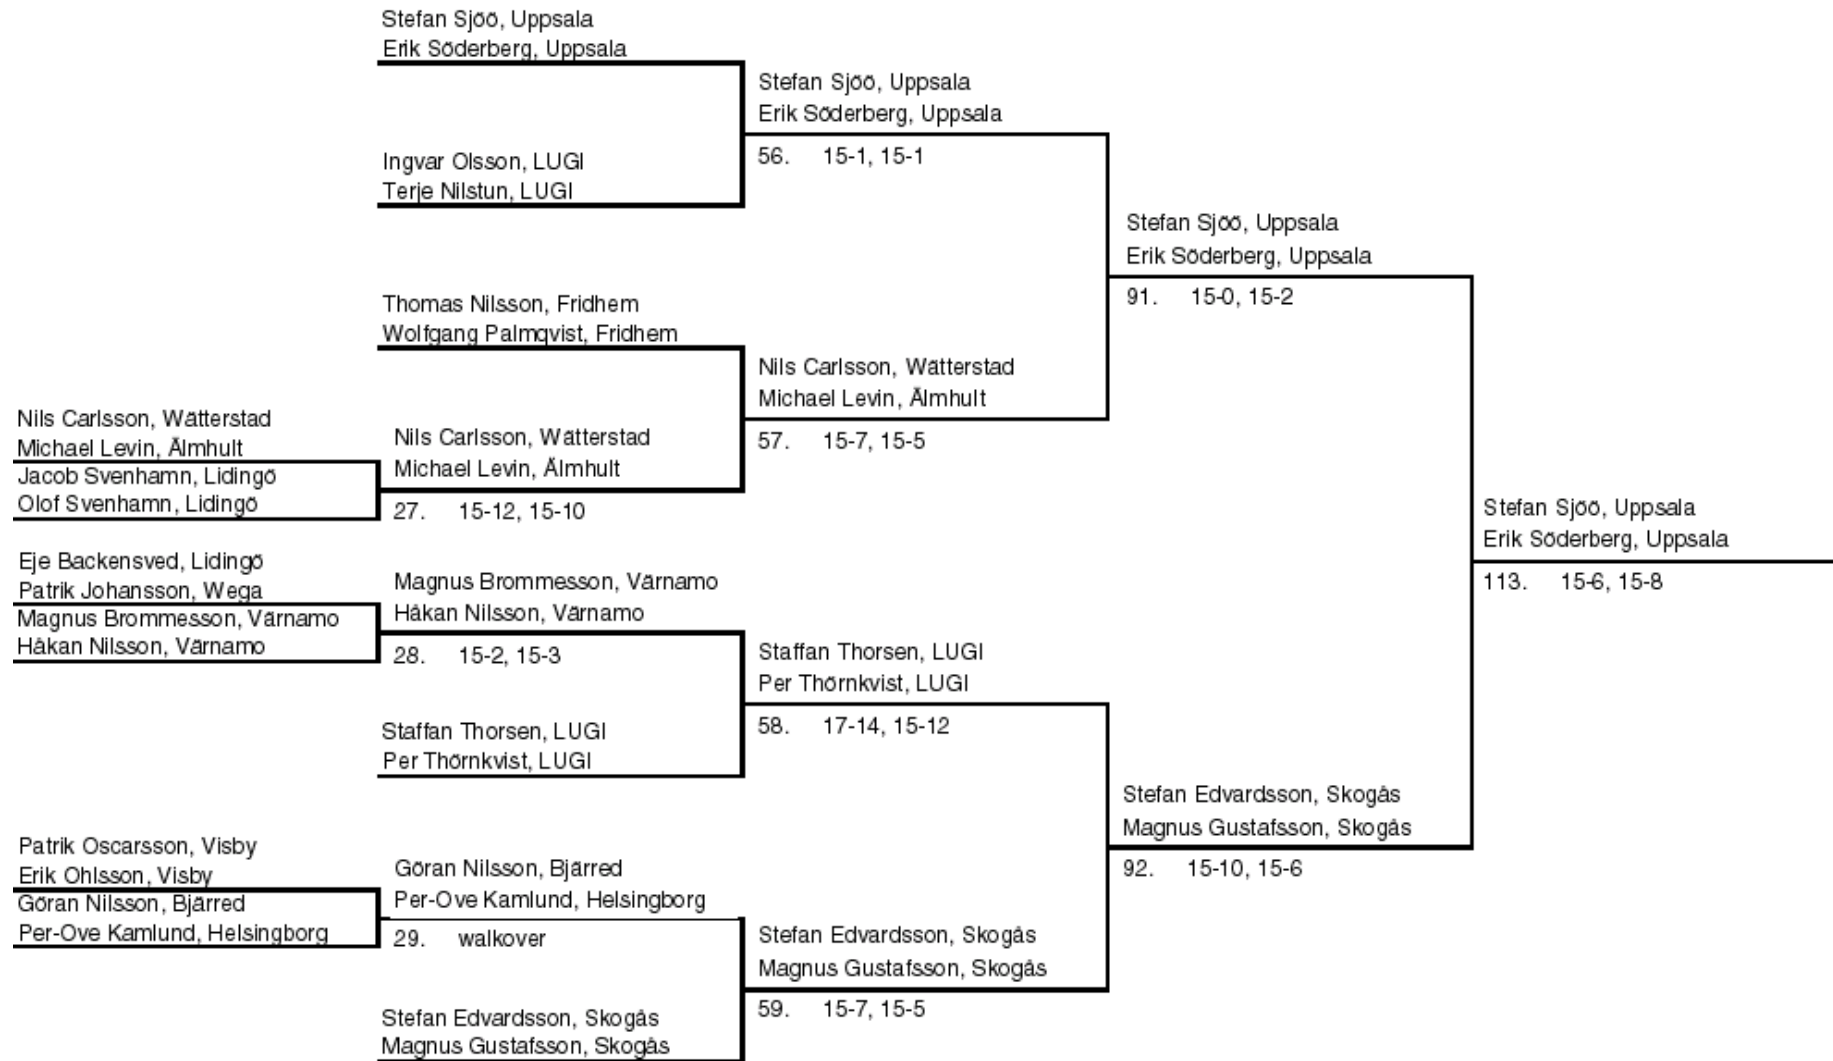 Stefan Sjöö, Uppsala
Erik Söderberg, Uppsala
Stefan Sjöö, Uppsala
Erik Söderberg, Uppsala
56. 15-1, 15-1
Ingvar Olsson, LUGI
Terje Nilstun, LUGI
Stefan Sjöö, Uppsala
Erik Söderberg, Uppsala
91. 15-0, 15-2
Thomas Nilsson, Fridhem
Wolfgang Palmqvist, Fridhem
Nils Carlsson, Wätterstad
Michael Levin, Älmhult
57. 15-7, 15-5
Nils Carlsson, Wätterstad
Michael Levin, Älmhult
Jacob Svenhamn, Lidingö
Olof Svenhamn, Lidingö
Nils Carlsson, Wätterstad
Michael Levin, Älmhult
27. 15-12, 15-10
Stefan Sjöö, Uppsala
Erik Söderberg, Uppsala
113. 15-6, 15-8
Eje Backensved, Lidingö
Patrik Johansson, Wega
Magnus Brommesson, Värnamo
Håkan Nilsson, Värnamo
Magnus Brommesson, Värnamo
Håkan Nilsson, Värnamo
28. 15-2, 15-3
Staffan Thorsen, LUGI
Per Thörnkvist, LUGI
58. 17-14, 15-12
Staffan Thorsen, LUGI
Per Thörnkvist, LUGI
Stefan Edvardsson, Skogås
Magnus Gustafsson, Skogås
92. 15-10, 15-6
Patrik Oscarsson, Visby
Erik Ohlsson, Visby
Göran Nilsson, Bjärred
Per-Ove Kamlund, Helsingborg
Göran Nilsson, Bjärred
Per-Ove Kamlund, Helsingborg
29. walkover
Stefan Edvardsson, Skogås
Magnus Gustafsson, Skogås
59. 15-7, 15-5
Stefan Edvardsson, Skogås
Magnus Gustafsson, Skogås